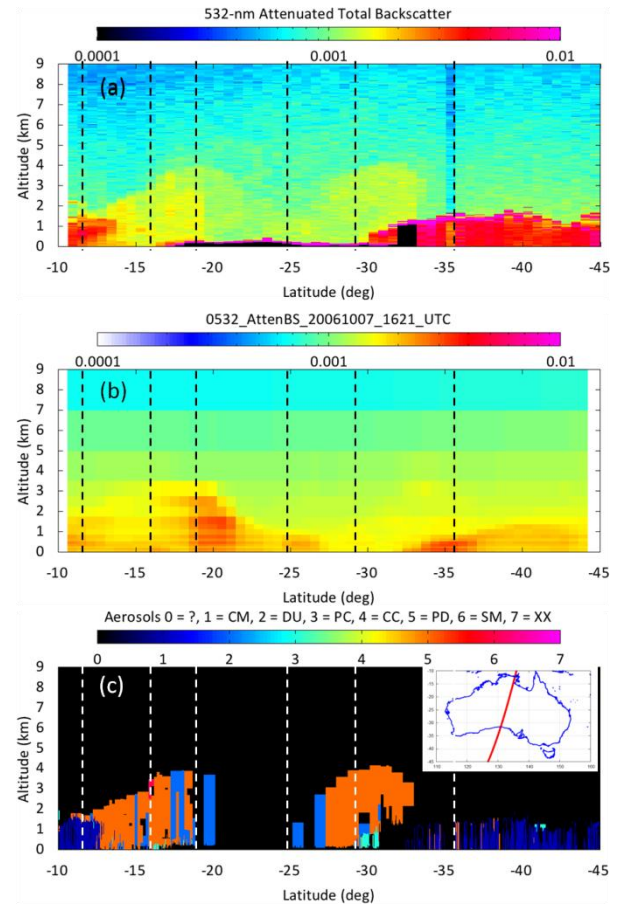 532-nm Attenuated Total Backscatter
0.0001 0.001 0.01
(a)
Altitude (km)
9
8
7
6
5
4
3
2
1
0
-10 -15 -20 -25 -30 -35 -40 -45
Latitude (deg)
0532_AttenBS_20061007_1621_UTC
0.0001 0.001 0.01
(b)
Altitude (km)
9
8
7
6
5
4
3
2
1
0
-10 -15 -20 -25 -30 -35 -40 -45
Latitude (deg)
Aerosols 0 = ?, 1 = CM, 2 = DU, 3 = PC, 4 = CC, 5 = PD, 6 = SM, 7 = XX
0 1 2 3 4 5 6 7
(c)
Altitude (km)
9
8
7
6
5
4
3
2
1
0
-10 -15 -20 -25 -30 -35 -40 -45
Latitude (deg)